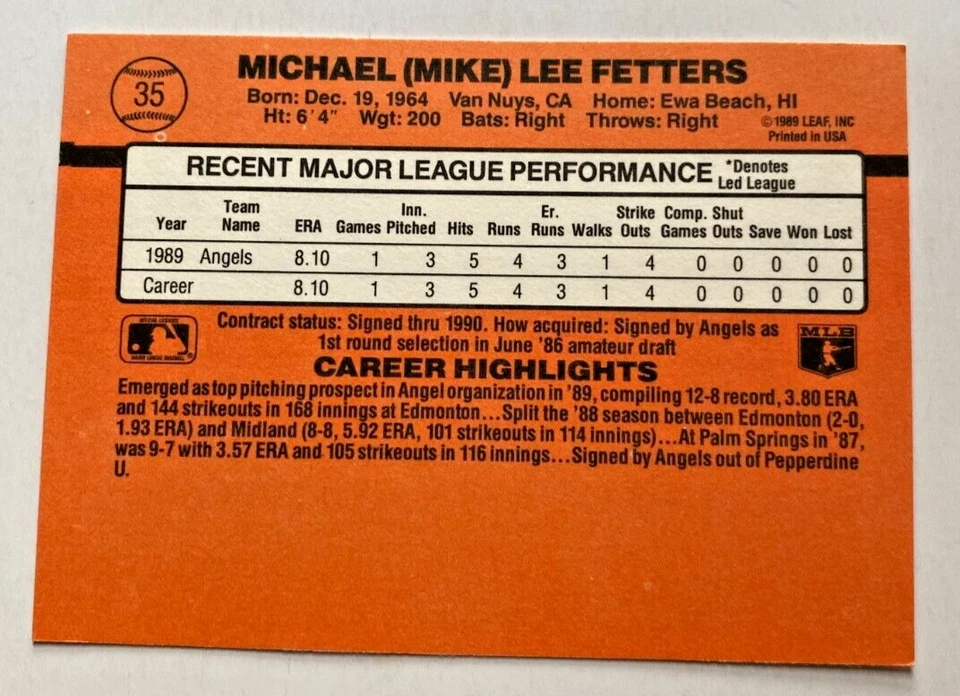 35
MICHAEL (MIKE) LEE FETTERS
Born: Dec. 19, 1964 Van Nuys, CA Home: Ewa Beach, HI
Ht: 6'4" Wgt: 200 Bats: Right Throws: Right
©1989 LEAF, INC
Printed in USA
RECENT MAJOR LEAGUE PERFORMANCE *Denotes Led League
Year Team Name ERA Games Inn. Pitched Hits Runs Er. Runs Walks Strike Outs Comp. Games Shut Outs Save Won Lost
1989 Angels 8.10 1 3 5 4 3 1 4 0 0 0 0 0
Career 8.10 1 3 5 4 3 1 4 0 0 0 0 0
OFFICIAL LICENSEE
MAJOR LEAGUE BASEBALL
Contract status: Signed thru 1990. How acquired: Signed by Angels as
1st round selection in June '86 amateur draft
MLB
CAREER HIGHLIGHTS
Emerged as top pitching prospect in Angel organization in '89, compiling 12-8 record, 3.80 ERA
and 144 strikeouts in 168 innings at Edmonton...Split the '88 season between Edmonton (2-0,
1.93 ERA) and Midland (8-8, 5.92 ERA, 101 strikeouts in 114 innings)...At Palm Springs in '87,
was 9-7 with 3.57 ERA and 105 strikeouts in 116 innings...Signed by Angels out of Pepperdine
U.